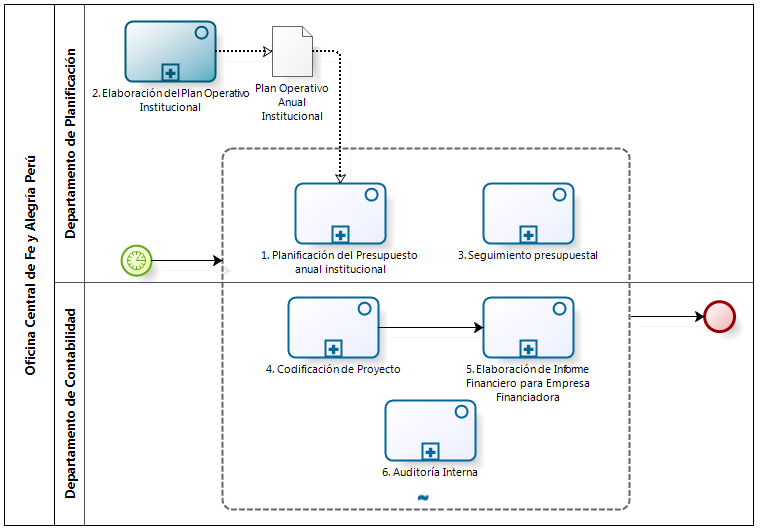 Oficina Central de Fe y Alegría Perú
Departamento de Planificación
2. Elaboración del Plan Operativo
Institucional
Plan Operativo
Anual
Institucional
1. Planificación del Presupuesto
anual institucional
3. Seguimiento presupuestal
Departamento de Contabilidad
4. Codificación de Proyecto
5. Elaboración de Informe
Financiero para Empresa
Financiadora
6. Auditoría Interna